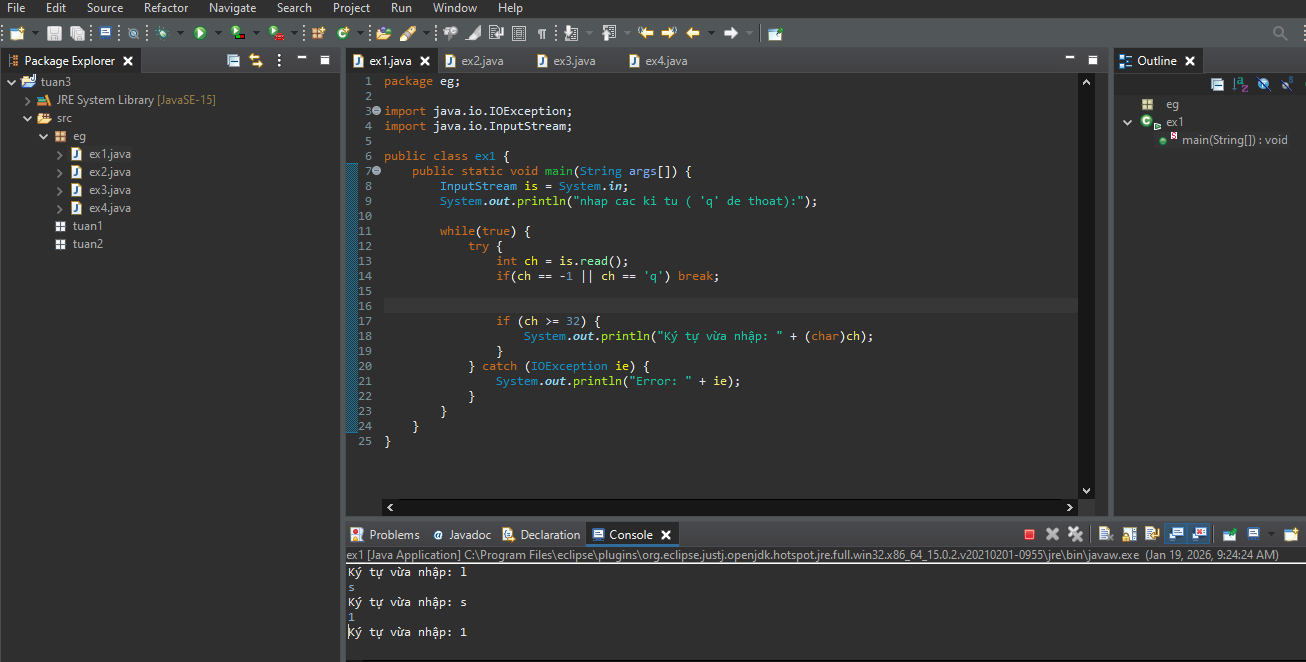 File Edit Source Refactor Navigate Search Project Run Window Help
Package Explorer
tuan3
JRE System Library [JavaSE-15]
src
eg
ex1.java
ex2.java
ex3.java
ex4.java
tuan1
tuan2
ex1.java ex2.java ex3.java ex4.java
1 package eg;
2
3 import java.io.IOException;
4 import java.io.InputStream;
5
6 public class ex1 {
7 public static void main(String args[]) {
8 InputStream is = System.in;
9 System.out.println("nhap cac ki tu ( 'q' de thoat):");
10
11 while(true) {
12 try {
13 int ch = is.read();
14 if(ch == -1 || ch == 'q') break;
15
16
17 if (ch >= 32) {
18 System.out.println("Ký tự vừa nhập: " + (char)ch);
19 }
20 } catch (IOException ie) {
21 System.out.println("Error: " + ie);
22 }
23 }
24 }
25 }
Outline
eg
ex1
main(String[]) : void
Problems Javadoc Declaration Console
ex1 [Java Application] C:\Program Files\eclipse\plugins\org.eclipse.justj.openjdk.hotspot.jre.full.win32.x86_64_15.0.2.v20210201-0955\jre\bin\javaw.exe (Jan 19, 2026, 9:24:24 AM)
Ký tự vừa nhập: l
s
Ký tự vừa nhập: s
1
Ký tự vừa nhập: 1